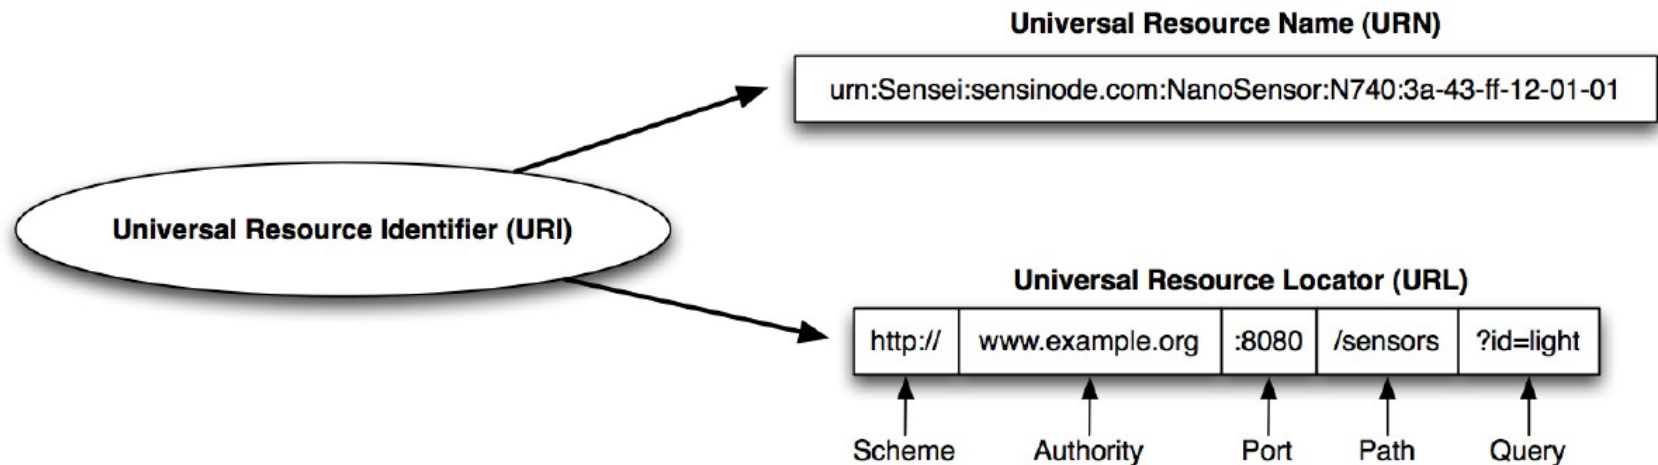 Universal Resource Name (URN)
urn:Sensei:sensinode.com:NanoSensor:N740:3a-43-ff-12-01-01
Universal Resource Identifier (URI)
Universal Resource Locator (URL)
http:// www.example.org :8080 /sensors ?id=light
Scheme Authority Port Path Query